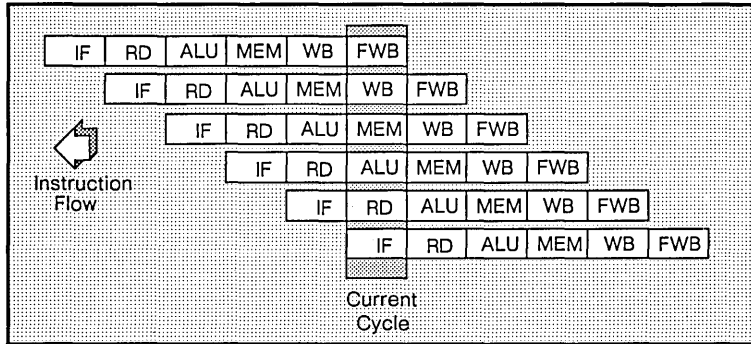 IF RD ALU MEM WB FWB
IF RD ALU MEM WB FWB
IF RD ALU MEM WB FWB
IF RD ALU MEM WB FWB
IF RD ALU MEM WB FWB
IF RD ALU MEM WB FWB
Instruction
Flow
Current
Cycle